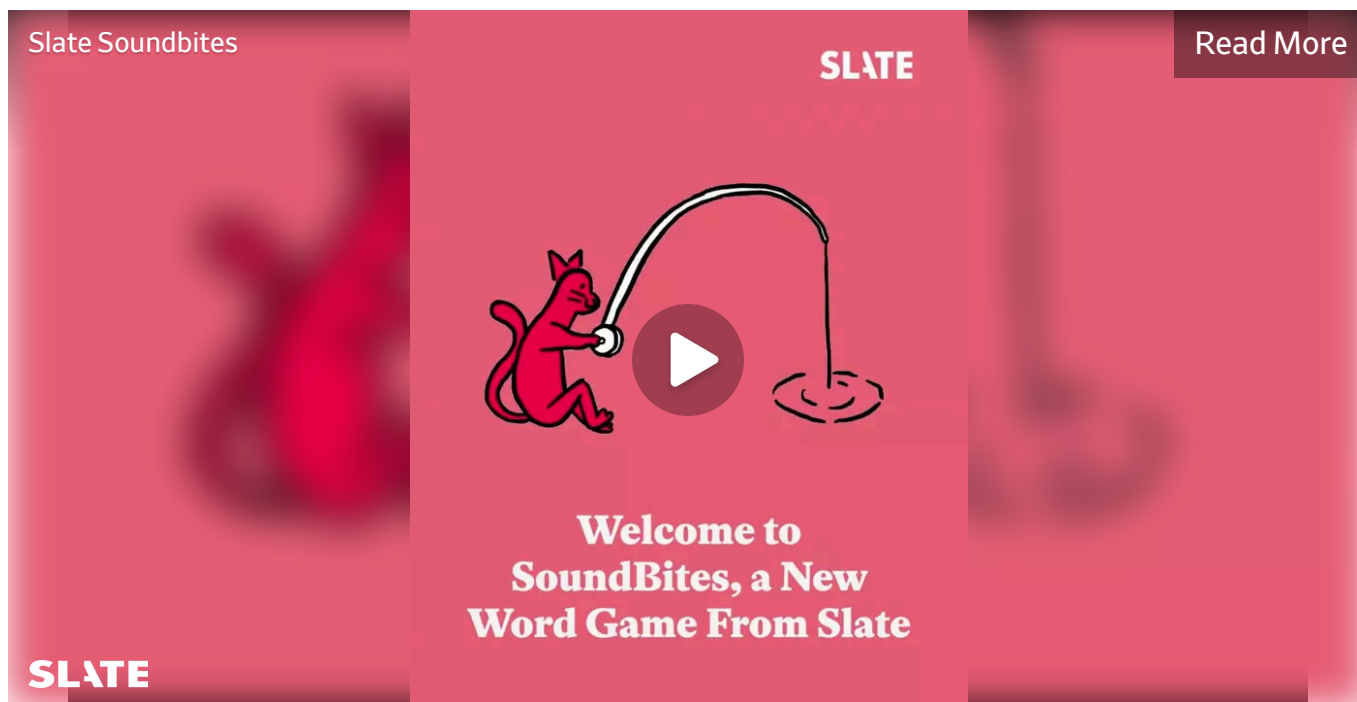 Slate Soundbites
Read More
SLATE
Welcome to
SoundBites, a New
Word Game From Slate
SLATE